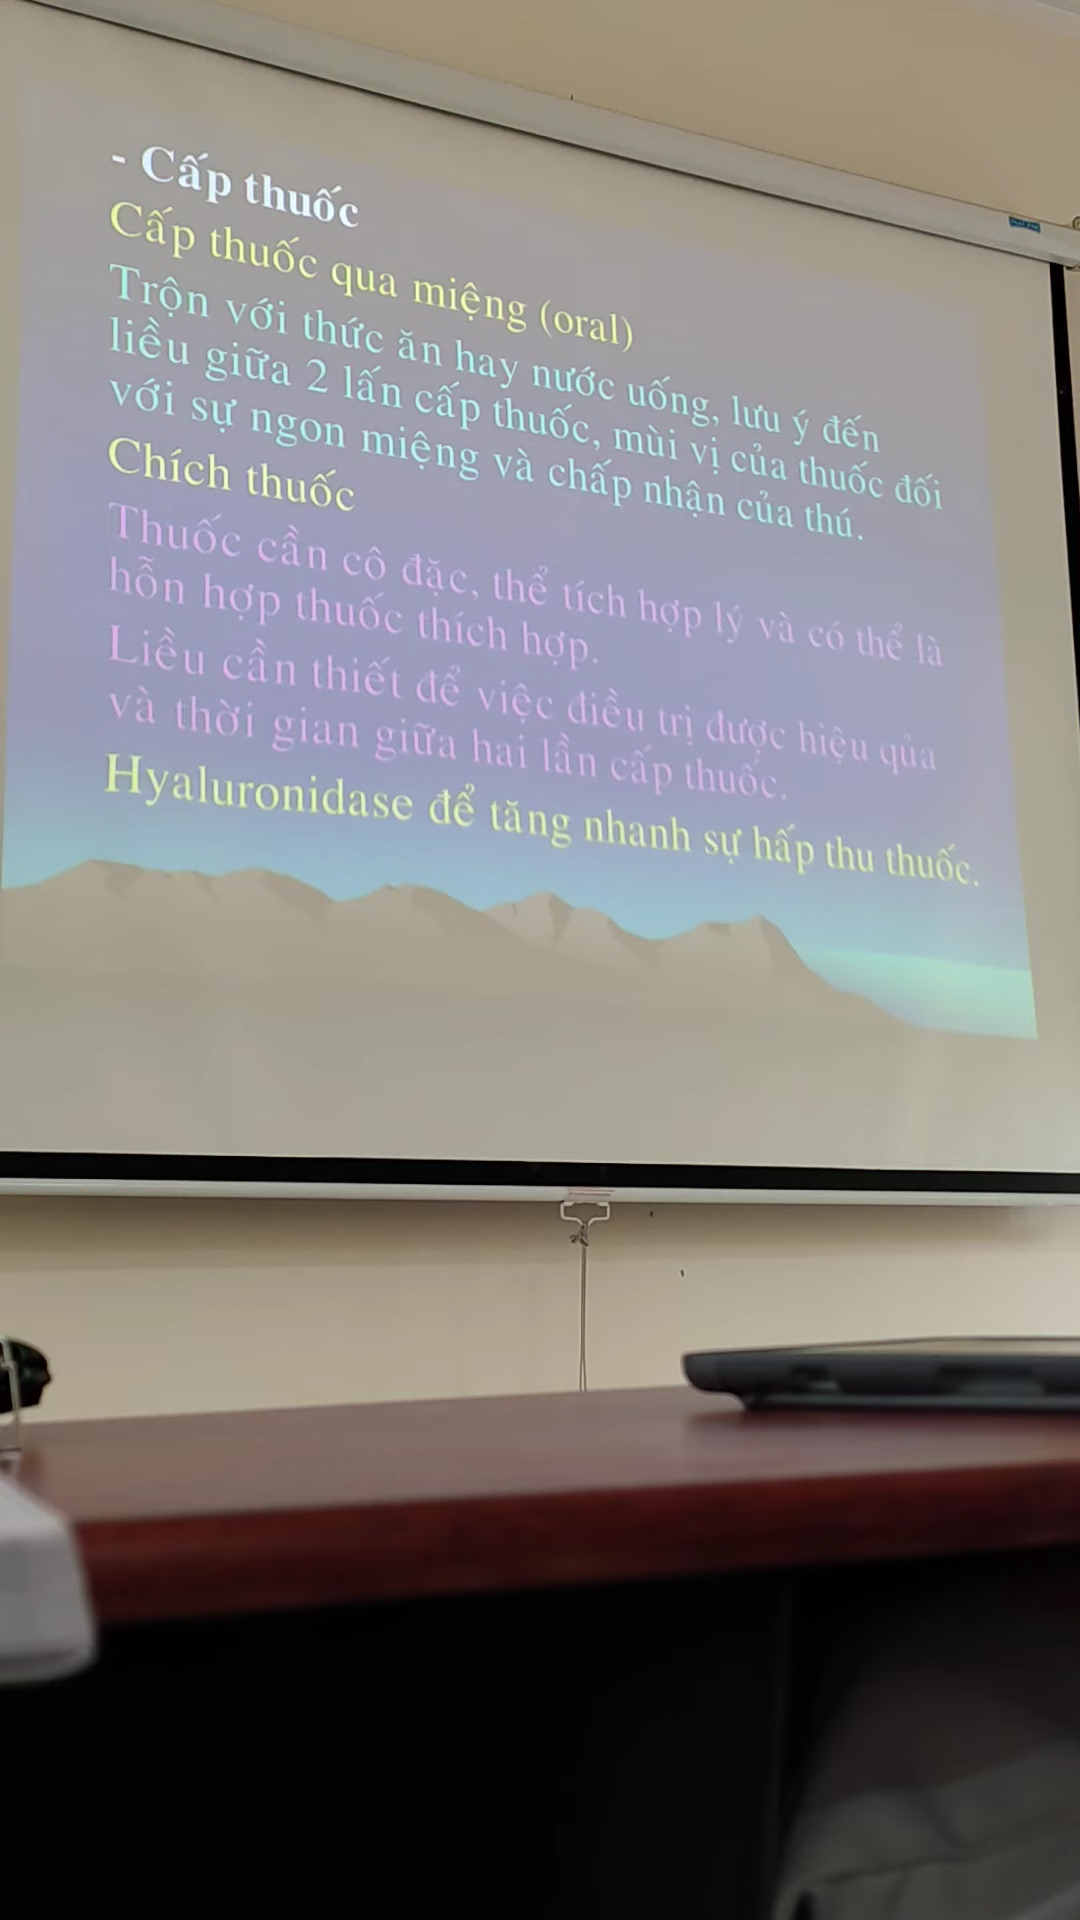 - Cấp thuốc
Cấp thuốc qua miệng (oral)
Trộn với thức ăn hay nước uống, lưu ý đến
liều giữa 2 lấn cấp thuốc, mùi vị của thuốc đối
với sự ngon miệng và chấp nhận của thú.
Chích thuốc
Thuốc cần cô đặc, thể tích hợp lý và có thể là
hỗn hợp thuốc thích hợp.
Liều cần thiết để việc điều trị được hiệu qủa
và thời gian giữa hai lần cấp thuốc.
Hyaluronidase để tăng nhanh sự hấp thu thuốc.